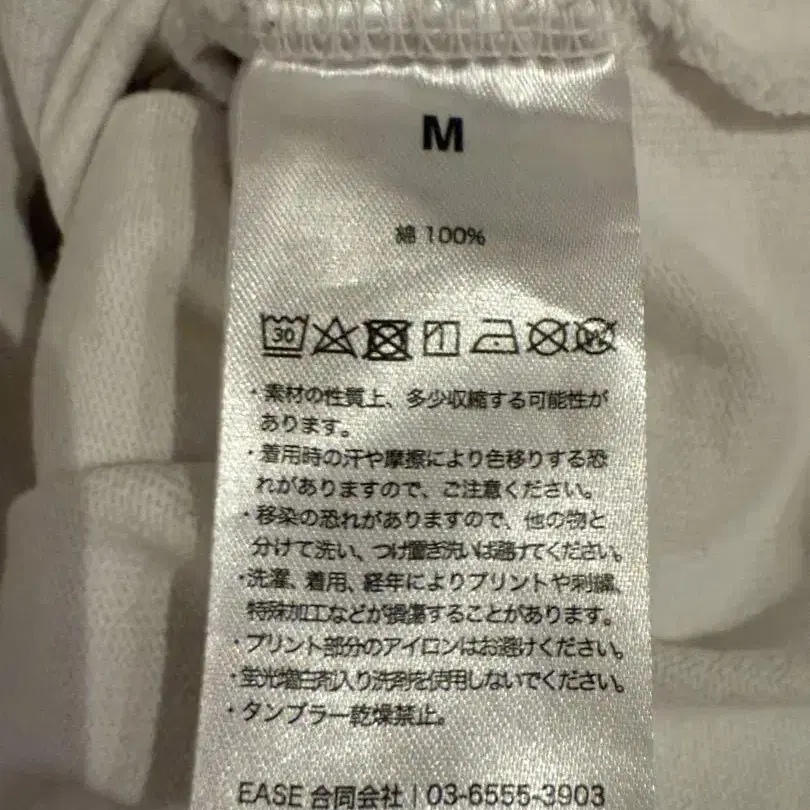 M
綿 100%
30
・素材の性質上、多少収縮する可能性が
あります。
・着用時の汗や摩擦により色移りする恐
れがありますので、ご注意ください。
・移染の恐れがありますので、他の物と
分けて洗い、つけ置き洗いは避けてください。
・洗濯、着用、経年によりプリントや刺繍、
特殊加工などが損傷することがあります。
・プリント部分のアイロンはお避けください。
・蛍光増白剤入り洗剤を使用しないでください。
・タンブラー乾燥禁止。
EASE 合同会社 | 03-6555-3903